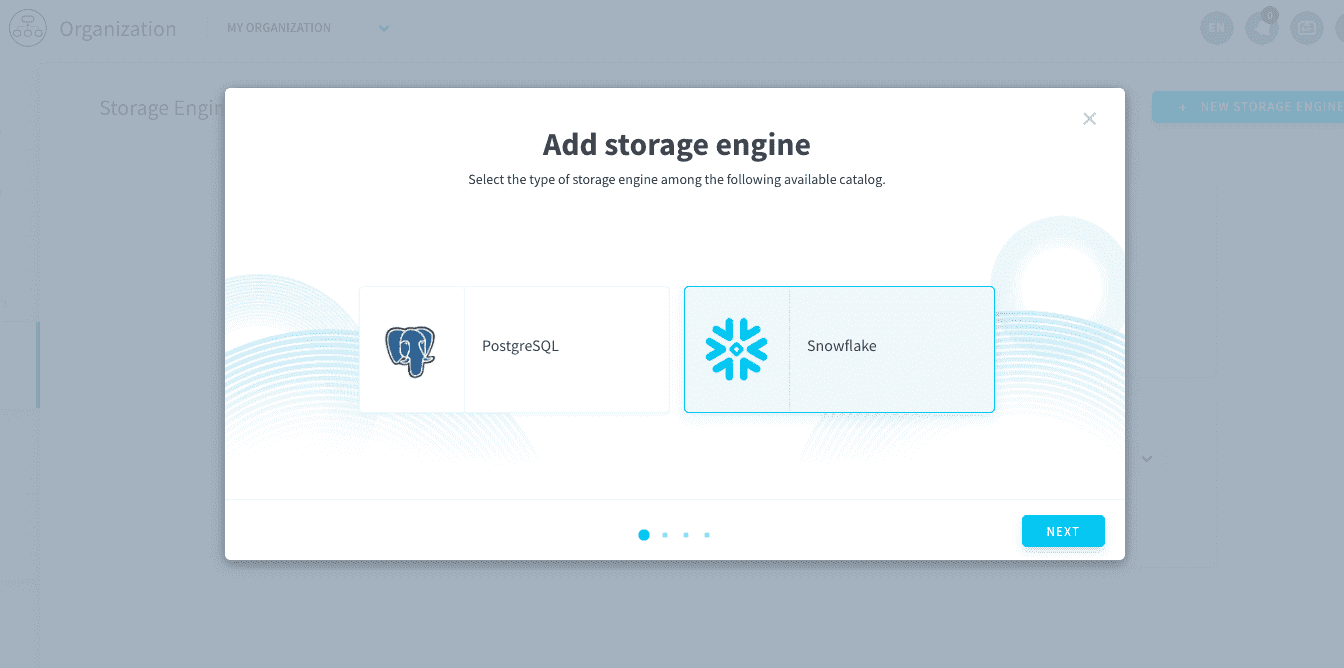 Organization
MY ORGANIZATION
EN
0
Storage Engin
+ NEW STORAGE ENGINE
Add storage engine
Select the type of storage engine among the following available catalog.
PostgreSQL
Snowflake
NEXT